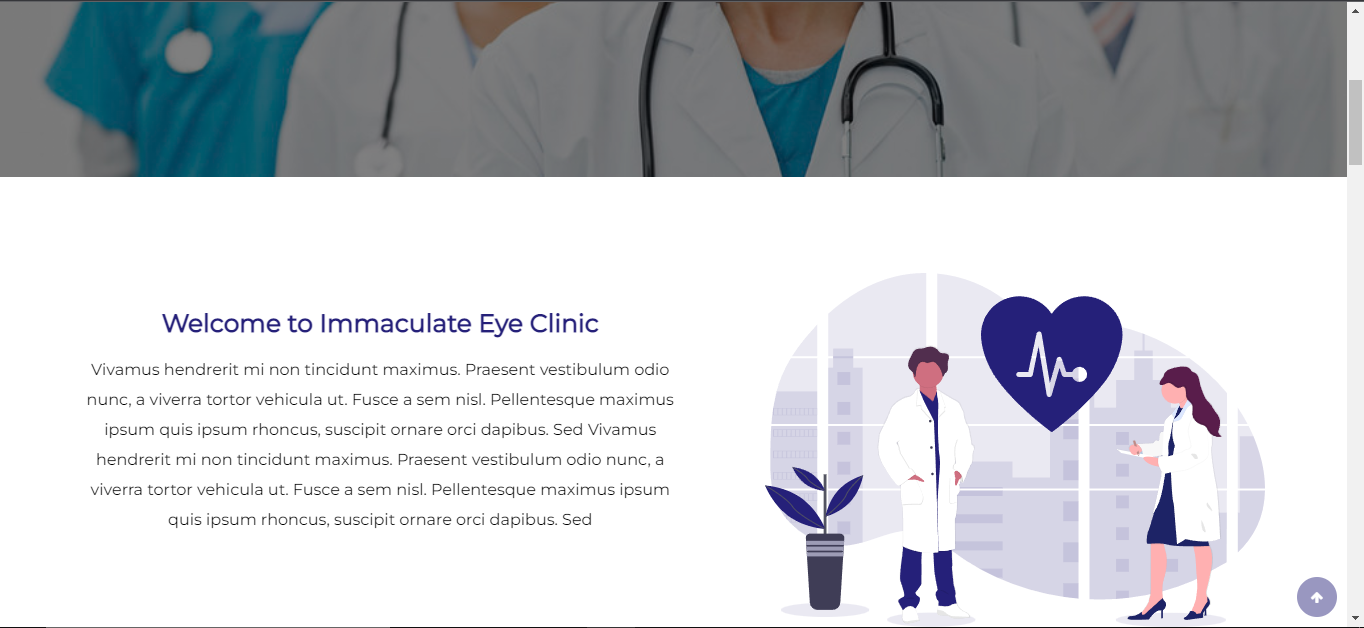 Welcome to Immaculate Eye Clinic
Vivamus hendrerit mi non tincidunt maximus. Praesent vestibulum odio
nunc, a viverra tortor vehicula ut. Fusce a sem nisl. Pellentesque maximus
ipsum quis ipsum rhoncus, suscipit ornare orci dapibus. Sed Vivamus
hendrerit mi non tincidunt maximus. Praesent vestibulum odio nunc, a
viverra tortor vehicula ut. Fusce a sem nisl. Pellentesque maximus ipsum
quis ipsum rhoncus, suscipit ornare orci dapibus. Sed